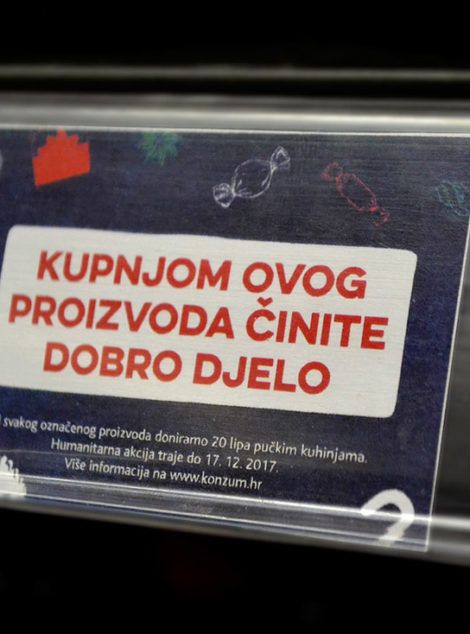 KUPNJOM OVOG
PROIZVODA ČINITE
DOBRO DJELO
svakog označenog proizvoda doniramo 20 lipa pučkim kuhinjama.
Humanitarna akcija traje do 17. 12. 2017.
Više informacija na www.konzum.hr